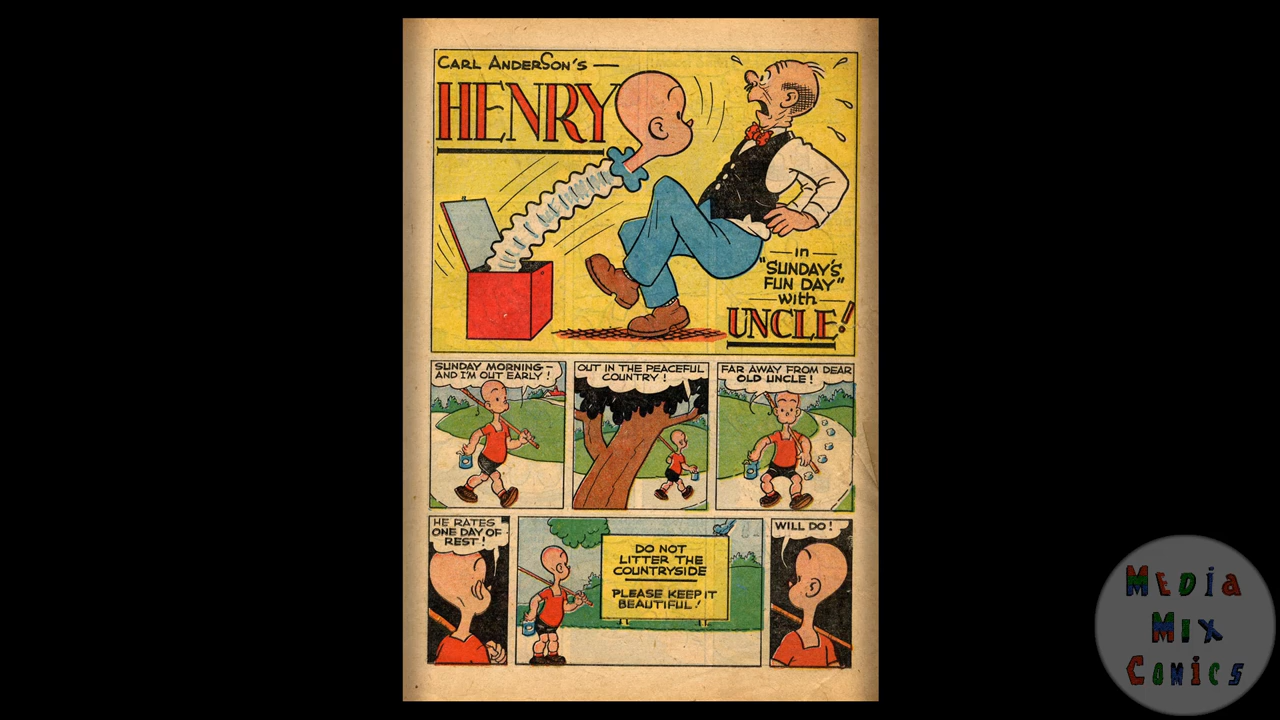 CARL ANDERSON'S —
HENRY
— in —
"SUNDAY'S
FUN DAY"
— with —
UNCLE!
SUNDAY MORNING –
AND I'M OUT EARLY!
OUT IN THE PEACEFUL
COUNTRY!
FAR AWAY FROM DEAR
OLD UNCLE!
HE RATES
ONE DAY OF
REST!
DO NOT
LITTER THE
COUNTRYSIDE
PLEASE KEEP IT
BEAUTIFUL!
WILL DO!
MEDiA
MiX
COMiCS